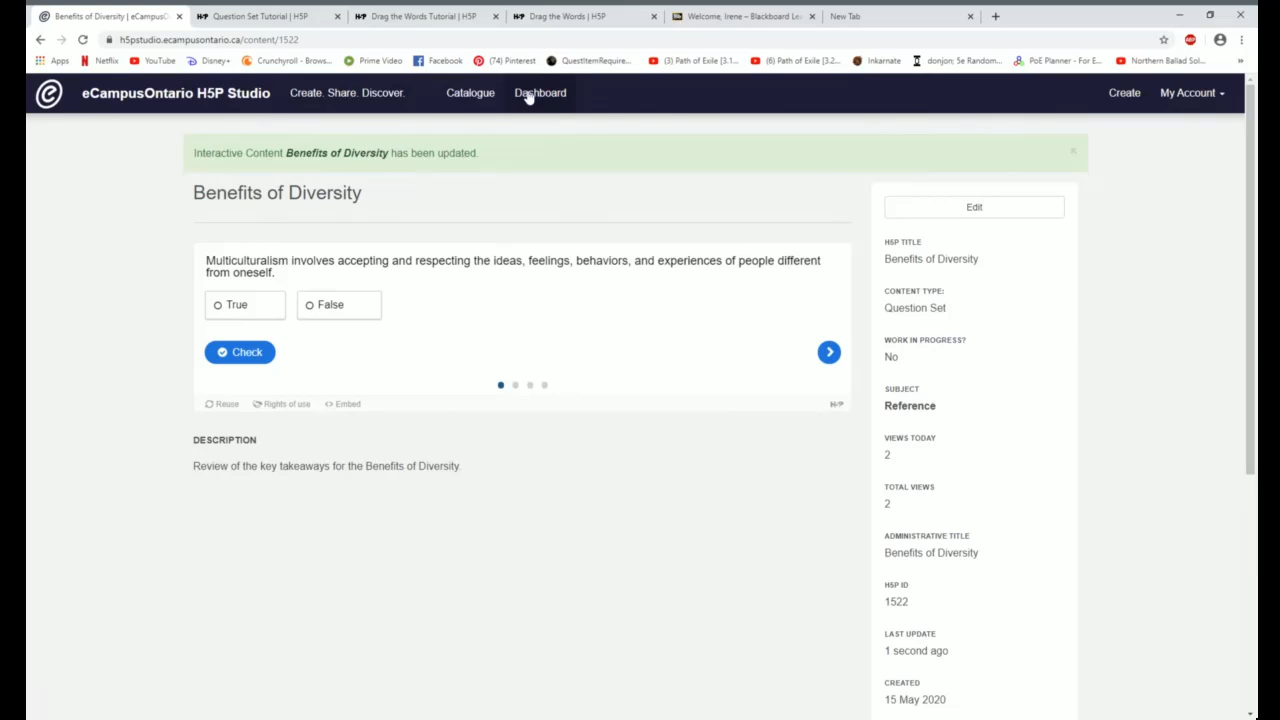 Benefits of Diversity | eCampusO
Question Set Tutorial | H5P
Drag the Words Tutorial | H5P
Drag the Words | H5P
Welcome, Irene – Blackboard Le
New Tab
h5pstudio.ecampusontario.ca/content/1522
Apps
Netflix
YouTube
Disney+
Crunchyroll - Brows...
Prime Video
Facebook
(74) Pinterest
QuestItemRequire...
(3) Path of Exile [3.1...
(6) Path of Exile [3.2...
Inkarnate
donjon; 5e Random...
PoE Planner - For E...
Northern Ballad Sol...
eCampusOntario H5P Studio
Create. Share. Discover.
Catalogue
Dashboard
Create
My Account
Interactive Content Benefits of Diversity has been updated.
×
Benefits of Diversity
Multiculturalism involves accepting and respecting the ideas, feelings, behaviors, and experiences of people different
from oneself.
True
False
Check
Reuse
Rights of use
<> Embed
H5P
DESCRIPTION
Review of the key takeaways for the Benefits of Diversity.
Edit
H5P TITLE
Benefits of Diversity
CONTENT TYPE:
Question Set
WORK IN PROGRESS?
No
SUBJECT
Reference
VIEWS TODAY
2
TOTAL VIEWS
2
ADMINISTRATIVE TITLE
Benefits of Diversity
H5P ID
1522
LAST UPDATE
1 second ago
CREATED
15 May 2020